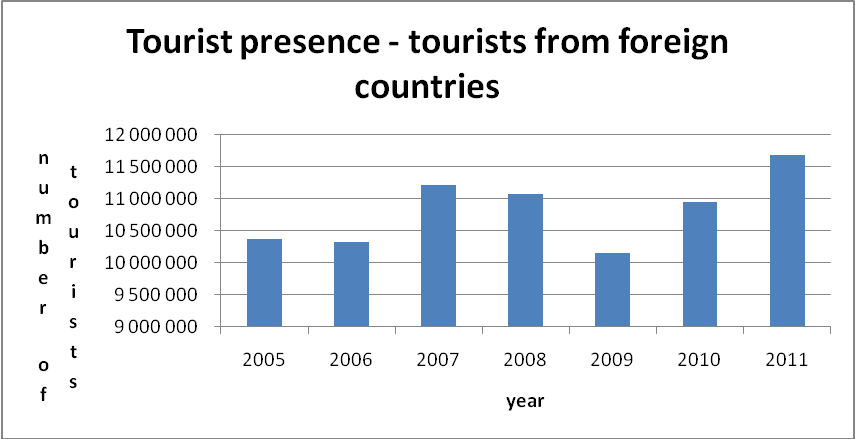 Tourist presence - tourists from foreign
countries
number of
tourists
12 000 000
11 500 000
11 000 000
10 500 000
10 000 000
9 500 000
9 000 000
2005 2006 2007 2008 2009 2010 2011
year